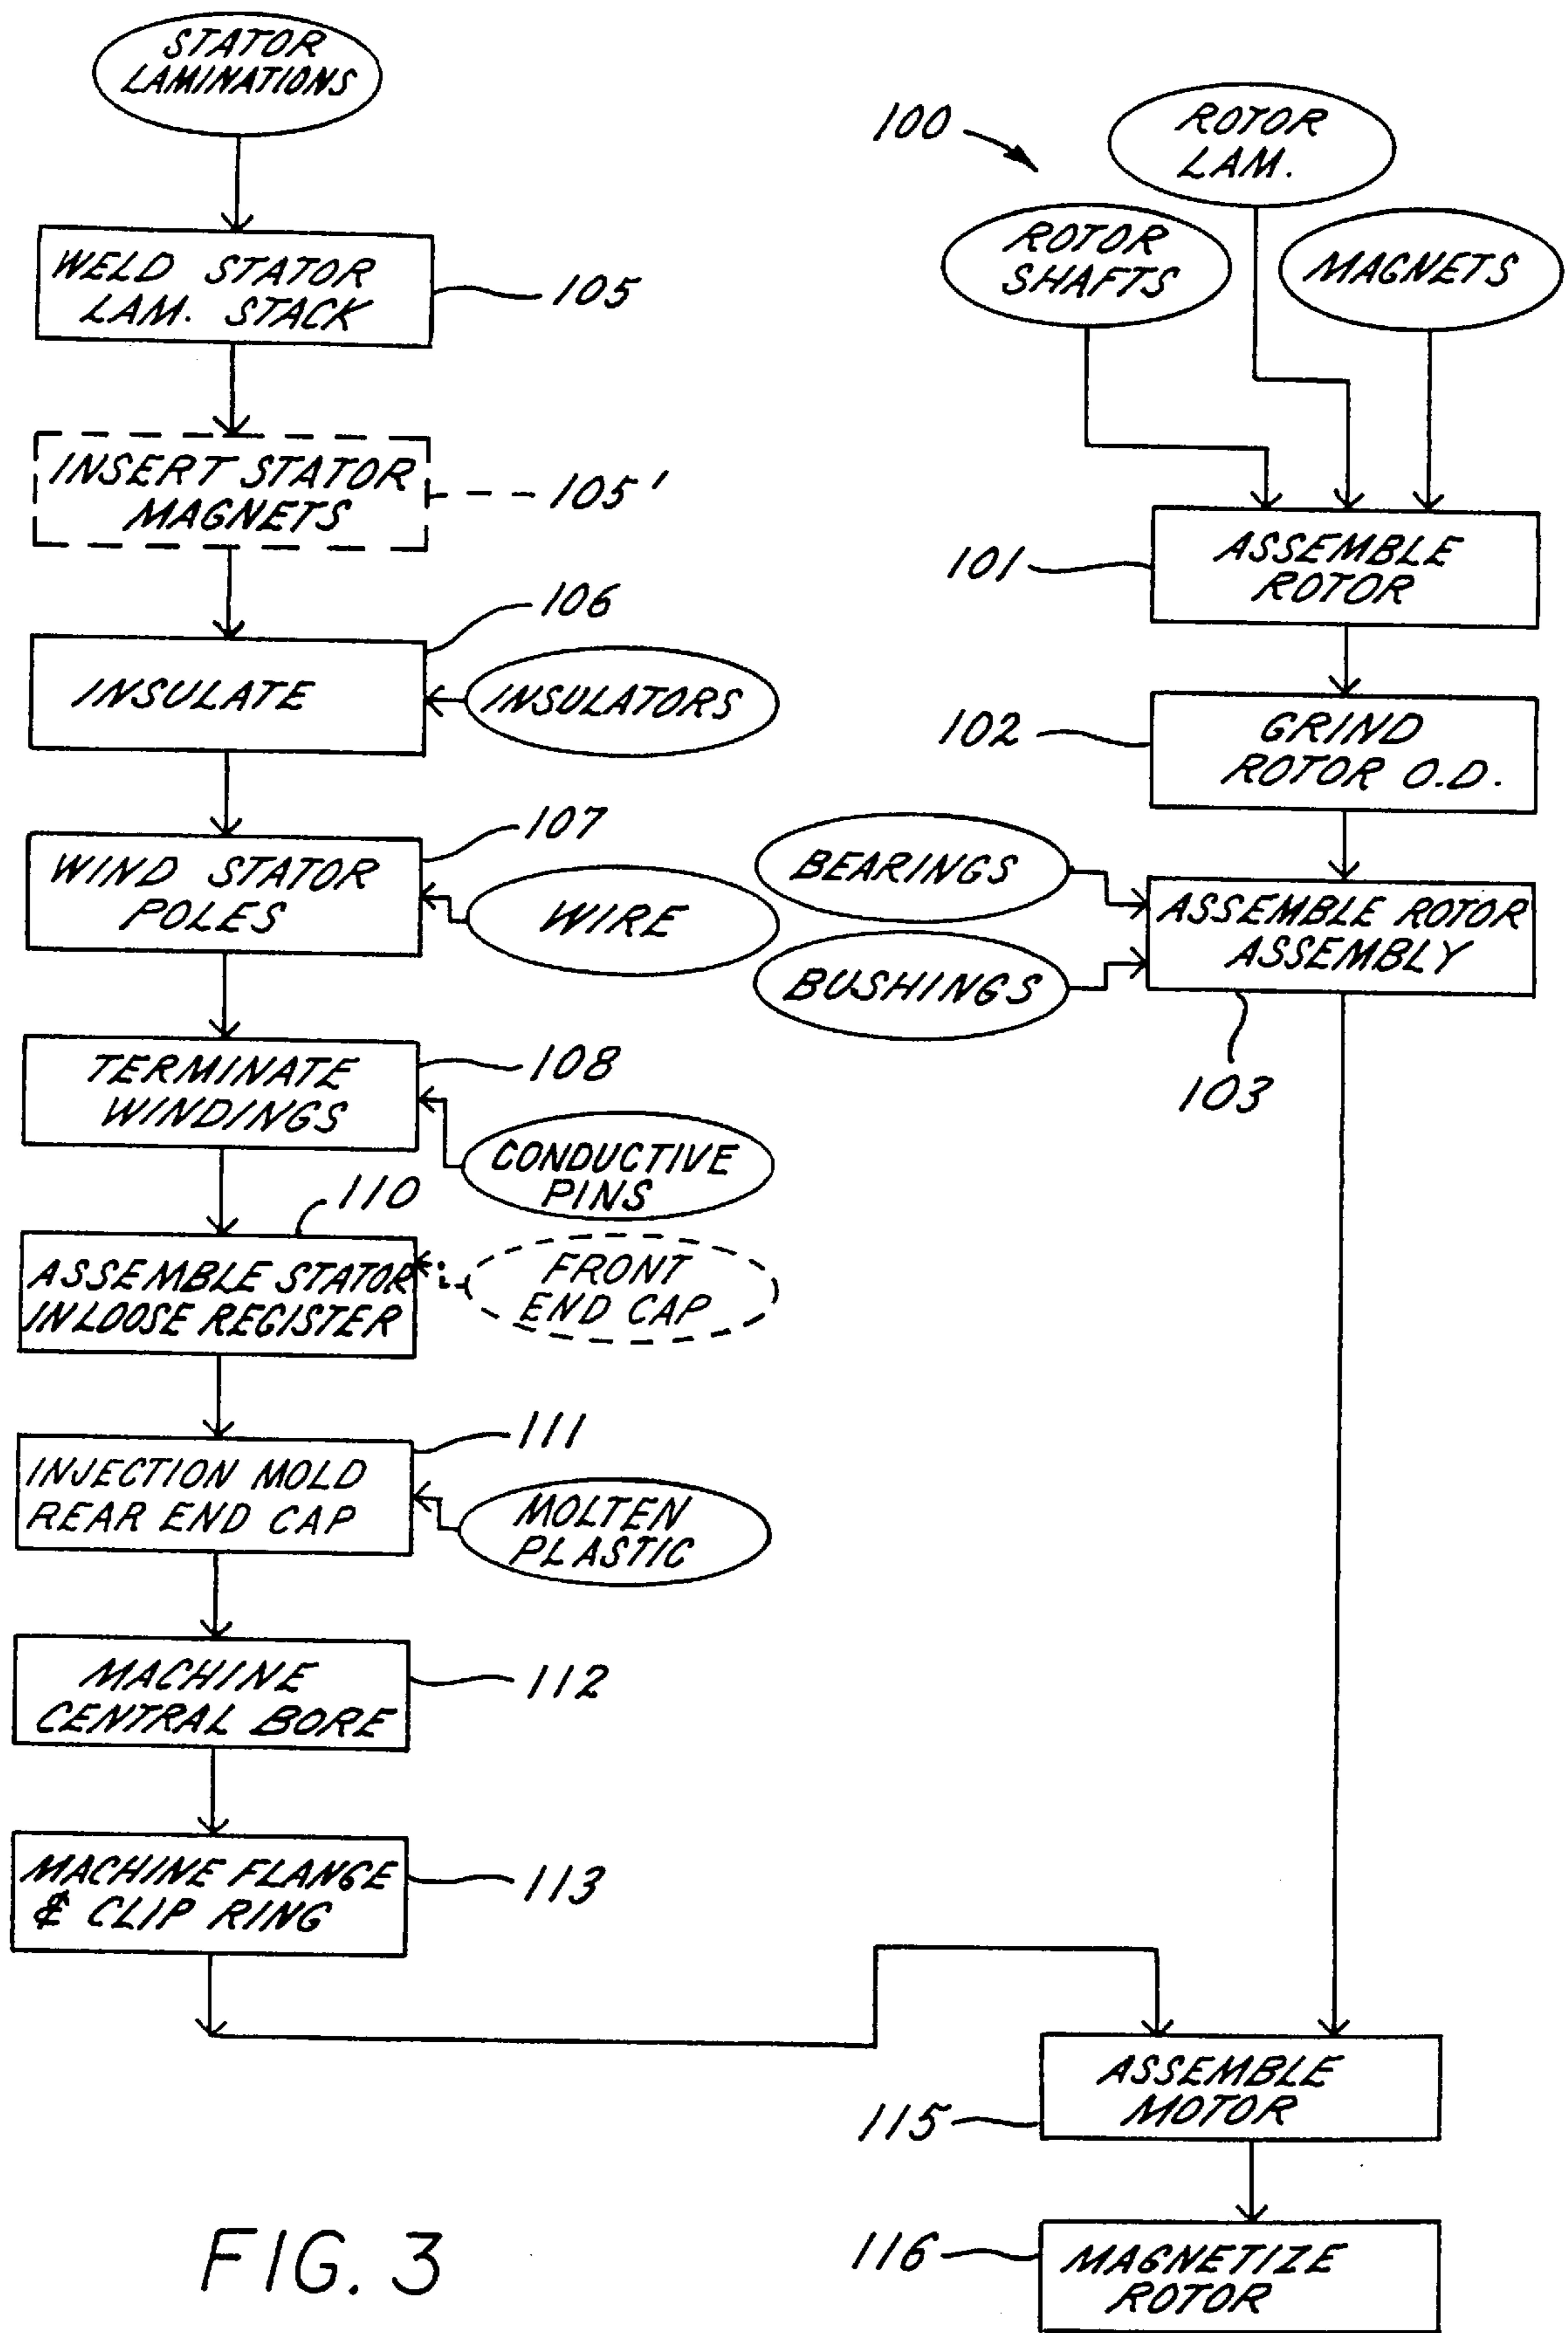 STATOR
LAMINATIONS
WELD STATOR
LAM. STACK
105
INSERT STATOR
MAGNETS
105'
106
INSULATE
INSULATORS
107
WIND STATOR
POLES
WIRE
108
TERMINATE
WINDINGS
CONDUCTIVE
PINS
110
ASSEMBLE STATOR
IN LOOSE REGISTER
FRONT
END CAP
111
INJECTION MOLD
REAR END CAP
MOLTEN
PLASTIC
MACHINE
CENTRAL BORE
112
MACHINE FLANGE
& CLIP RING
113
100
ROTOR
LAM.
ROTOR
SHAFTS
MAGNETS
101
ASSEMBLE
ROTOR
102
GRIND
ROTOR O.D.
BEARINGS
BUSHINGS
ASSEMBLE ROTOR
ASSEMBLY
103
ASSEMBLE
MOTOR
115
116
MAGNETIZE
ROTOR
FIG. 3